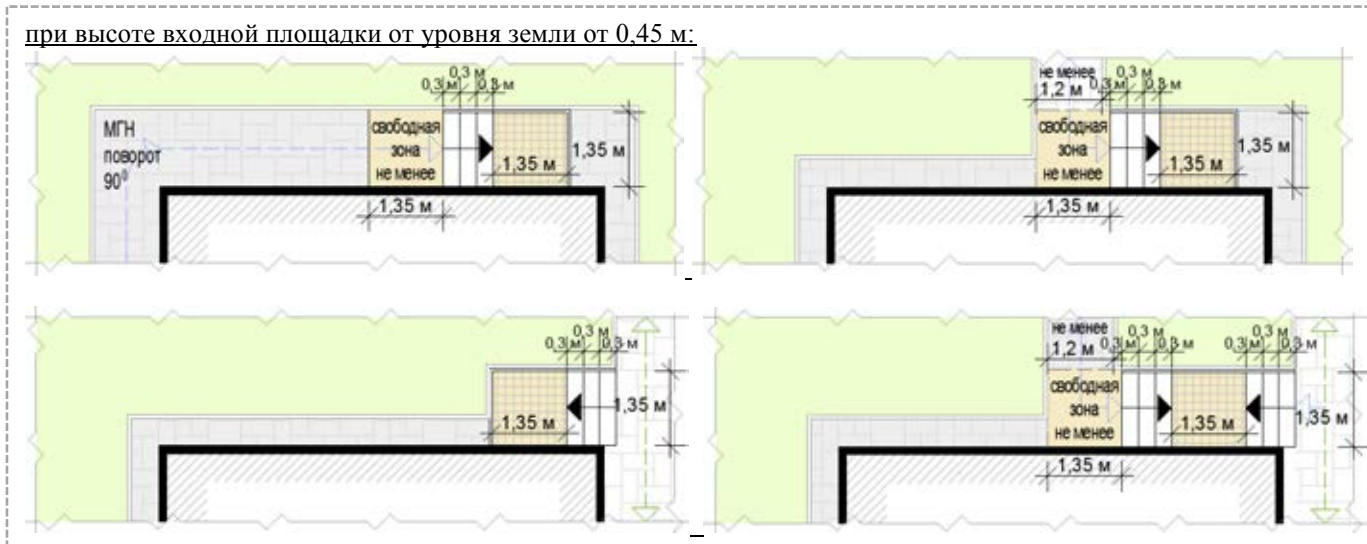 при высоте входной площадки от уровня земли от 0,45 м:
0,3 м
0,3 м 0,3 м
МГН
поворот
90⁰
свободная
зона
не менее
1,35 м
1,35 м
1,35 м
не менее
1,2 м
0,3 м
0,3 м 0,3 м
свободная
зона
не менее
1,35 м
1,35 м
1,35 м
0,3 м
0,3 м 0,3 м
1,35 м
1,35 м
не менее
1,2 м
0,3 м
0,3 м 0,3 м
0,3 м
0,3 м 0,3 м
свободная
зона
не менее
1,35 м
1,35 м
1,35 м